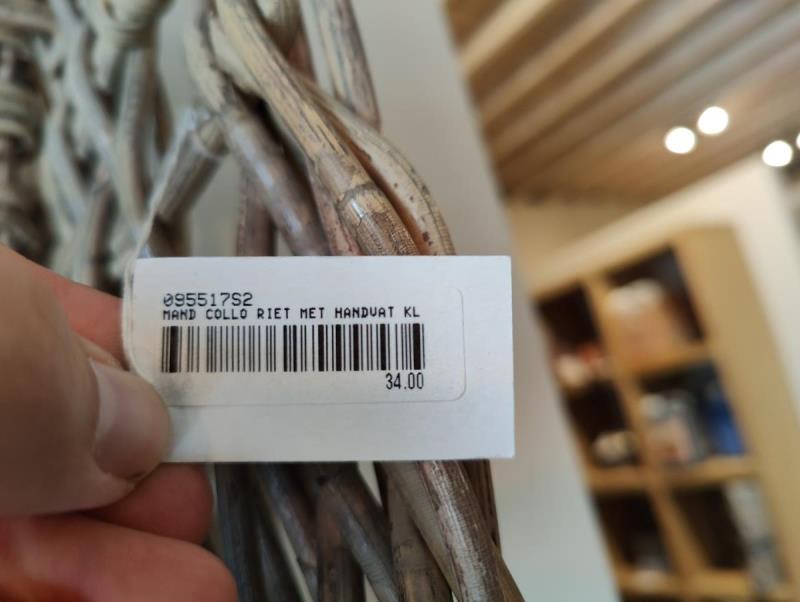 095517S2
MAND COLLO RIET MET HANDVAT KL
34.00